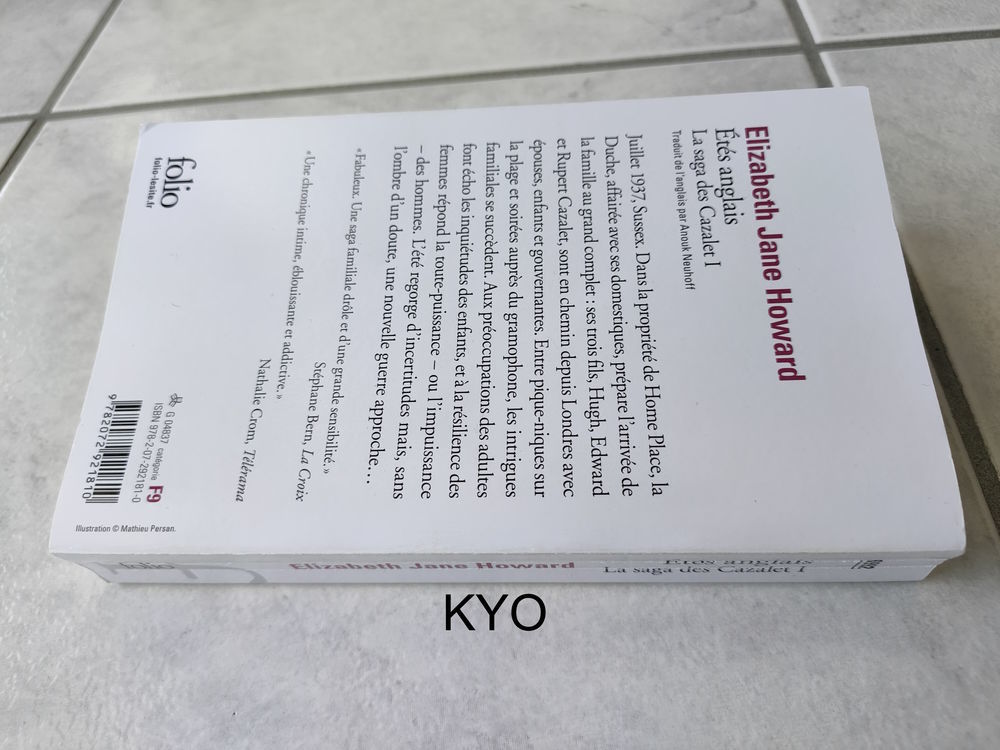 Elizabeth Jane Howard
Étés anglais
La saga des Cazalet I
Traduit de l'anglais par Anouk Neuhoff
Juillet 1937, Sussex. Dans la propriété de Home Place, la
Duche, affairée avec ses domestiques, prépare l'arrivée de
la famille au grand complet : ses trois fils, Hugh, Edward
et Rupert Cazalet, sont en chemin depuis Londres avec
épouses, enfants et gouvernantes. Entre pique-niques sur
la plage et soirées auprès du gramophone, les intrigues
familiales se succèdent. Aux préoccupations des adultes
font écho les inquiétudes des enfants, et à la résilience des
femmes répond la toute-puissance – ou l'impuissance
– des hommes. L'été regorge d'incertitudes mais, sans
l'ombre d'un doute, une nouvelle guerre approche…
« Fabuleux. Une saga familiale drôle et d'une grande sensibilité. »
Stéphane Bern, La Croix
« Une chronique intime, éblouissante et addictive. »
Nathalie Crom, Télérama
folio
folio-lesite.fr
G 04837 catégorie F9
ISBN 978-2-07-292181-0
9 782072 921810
Illustration © Mathieu Persan.
folio
Elizabeth Jane Howard
Étés anglais
La saga des Cazalet I
KYO